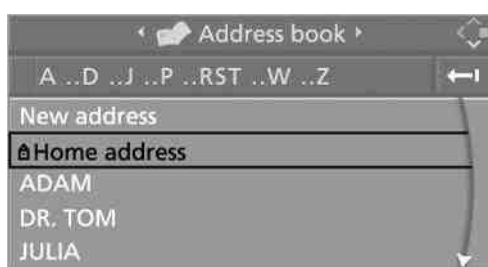 Address book
A ..D ..J ..P ..RST ..W ..Z
New address
Home address
ADAM
DR. TOM
JULIA